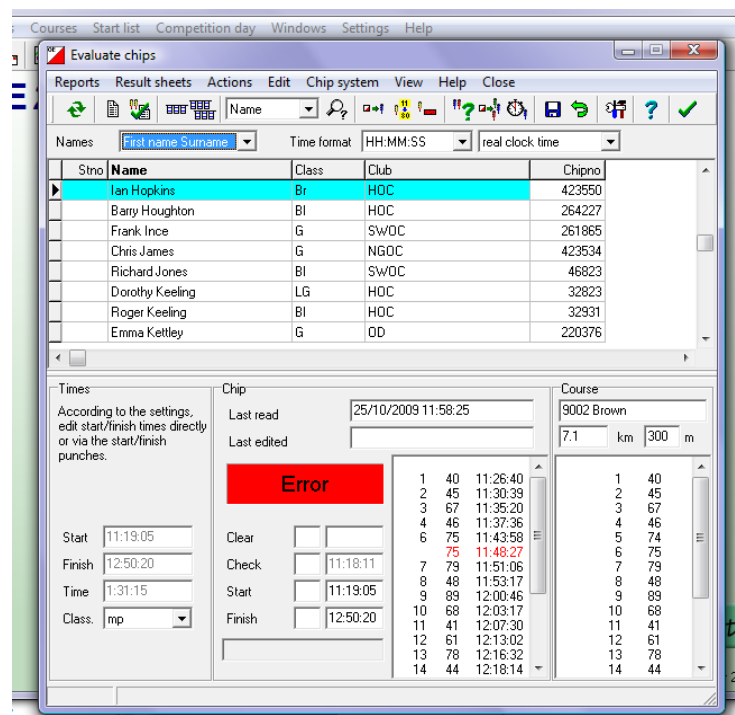 Courses Start list Competition day Windows Settings Help
Evaluate chips
Reports Result sheets Actions Edit Chip system View Help Close
Name
Names First name Surname Time format HH:MM:SS real clock time
Stno Name Class Club Chipno
Ian Hopkins Br HOC 423550
Barry Houghton Bl HOC 264227
Frank Ince G SWOC 261865
Chris James G NGOC 423534
Richard Jones Bl SWOC 46823
Dorothy Keeling LG HOC 32823
Roger Keeling Bl HOC 32931
Emma Kettley G OD 220376
Times
According to the settings,
edit start/finish times directly
or via the start/finish
punches.
Start 11:19:05
Finish 12:50:20
Time 1:31:15
Class. mp
Chip
Last read 25/10/2009 11:58:25
Last edited
Error
Clear
Check 11:18:11
Start 11:19:05
Finish 12:50:20
1 40 11:26:40
2 45 11:30:39
3 67 11:35:20
4 46 11:37:36
6 75 11:43:58
75 11:48:27
7 79 11:51:06
8 48 11:53:17
9 89 12:00:46
10 68 12:03:17
11 41 12:07:30
12 61 12:13:02
13 78 12:16:32
14 44 12:18:14
Course
9002 Brown
7.1 km 300 m
1 40
2 45
3 67
4 46
5 74
6 75
7 79
8 48
9 89
10 68
11 41
12 61
13 78
14 44